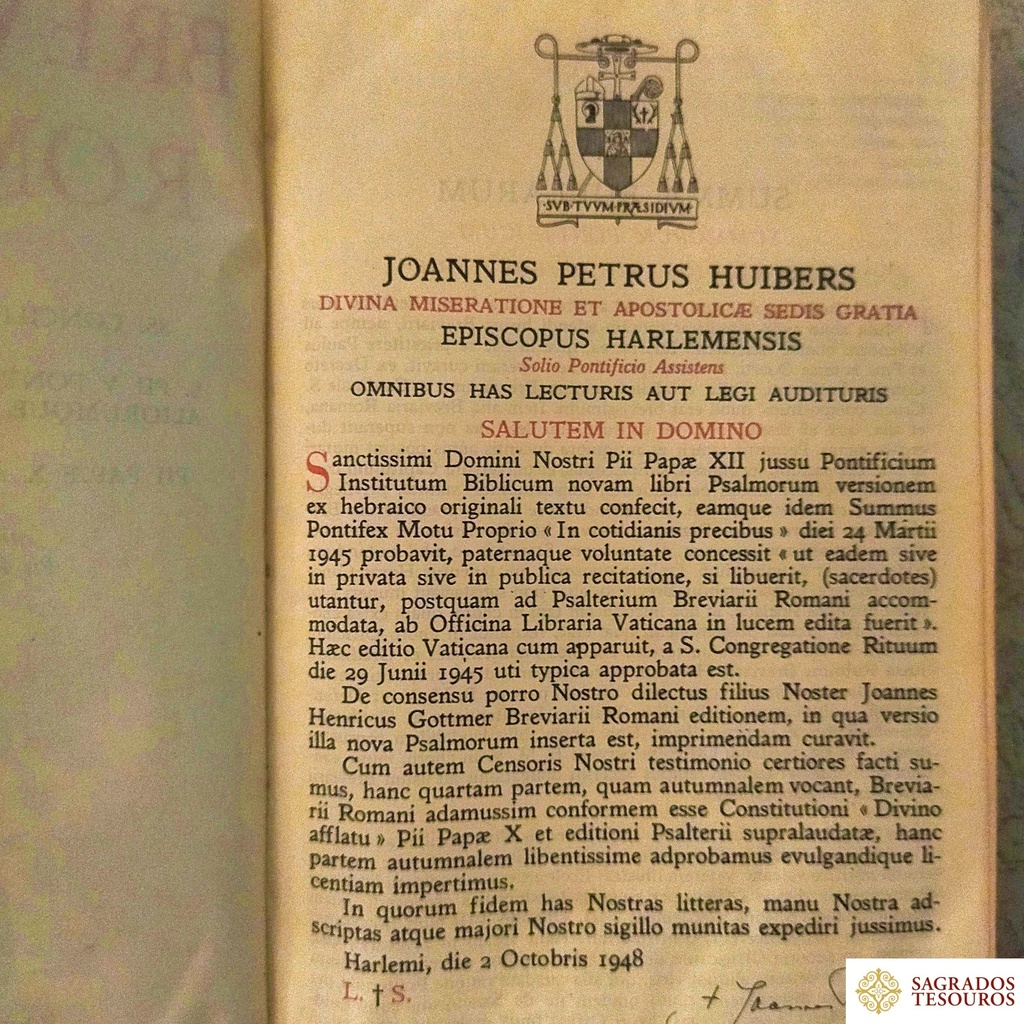 ·SVB·TVVM·PRÆSIDIVM·
JOANNES PETRUS HUIBERS
DIVINA MISERATIONE ET APOSTOLICÆ SEDIS GRATIA
EPISCOPUS HARLEMENSIS
Solio Pontificio Assistens
OMNIBUS HAS LECTURIS AUT LEGI AUDITURIS
SALUTEM IN DOMINO
Sanctissimi Domini Nostri Pii Papæ XII jussu Pontificium
Institutum Biblicum novam libri Psalmorum versionem
ex hebraico originali textu confecit, eamque idem Summus
Pontifex Motu Proprio « In cotidianis precibus » diei 24 Martii
1945 probavit, paternaque voluntate concessit « ut eadem sive
in privata sive in publica recitatione, si libuerit, (sacerdotes)
utantur, postquam ad Psalterium Breviarii Romani accom-
modata, ab Officina Libraria Vaticana in lucem edita fuerit ».
Hæc editio Vaticana cum apparuit, a S. Congregatione Rituum
die 29 Junii 1945 uti typica approbata est.
De consensu porro Nostro dilectus filius Noster Joannes
Henricus Gottmer Breviarii Romani editionem, in qua versio
illa nova Psalmorum inserta est, imprimendam curavit.
Cum autem Censoris Nostri testimonio certiores facti su-
mus, hanc quartam partem, quam autumnalem vocant, Brevia-
rii Romani adamussim conformem esse Constitutioni « Divino
afflatu » Pii Papæ X et editioni Psalterii supralaudatæ, hanc
partem autumnalem libentissime adprobamus evulgandique li-
centiam impertimus.
In quorum fidem has Nostras litteras, manu Nostra ad-
scriptas atque majori Nostro sigillo munitas expediri jussimus.
Harlemi, die 2 Octobris 1948
L. † S.
SAGRADOS
TESOUROS